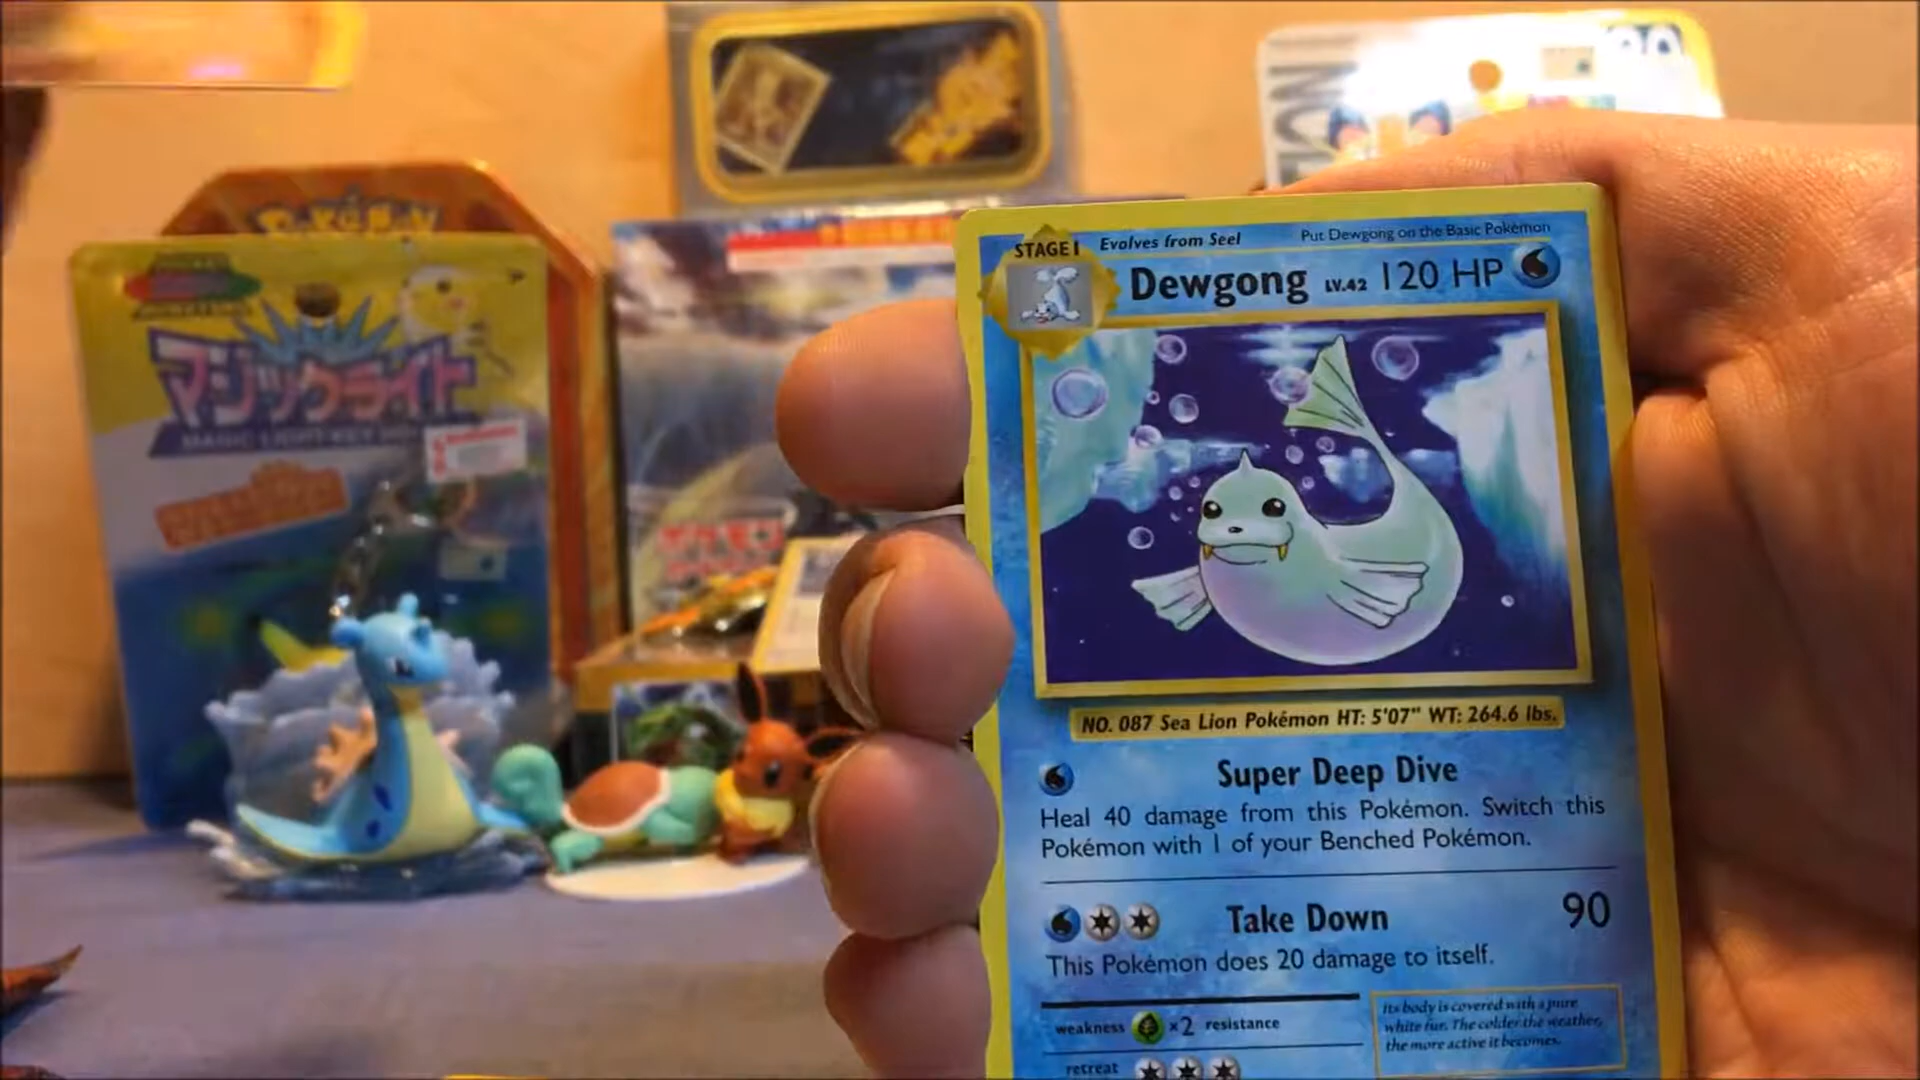 POKéMON
マジックライト
STAGE 1
Evolves from Seel
Put Dewgong on the Basic Pokémon
Dewgong LV.42 120 HP
NO. 087 Sea Lion Pokémon HT: 5'07" WT: 264.6 lbs.
Super Deep Dive
Heal 40 damage from this Pokémon. Switch this
Pokémon with 1 of your Benched Pokémon.
Take Down 90
This Pokémon does 20 damage to itself.
weakness ×2 resistance
retreat
Its body is covered with a pure
white fur. The colder the weather,
the more active it becomes.